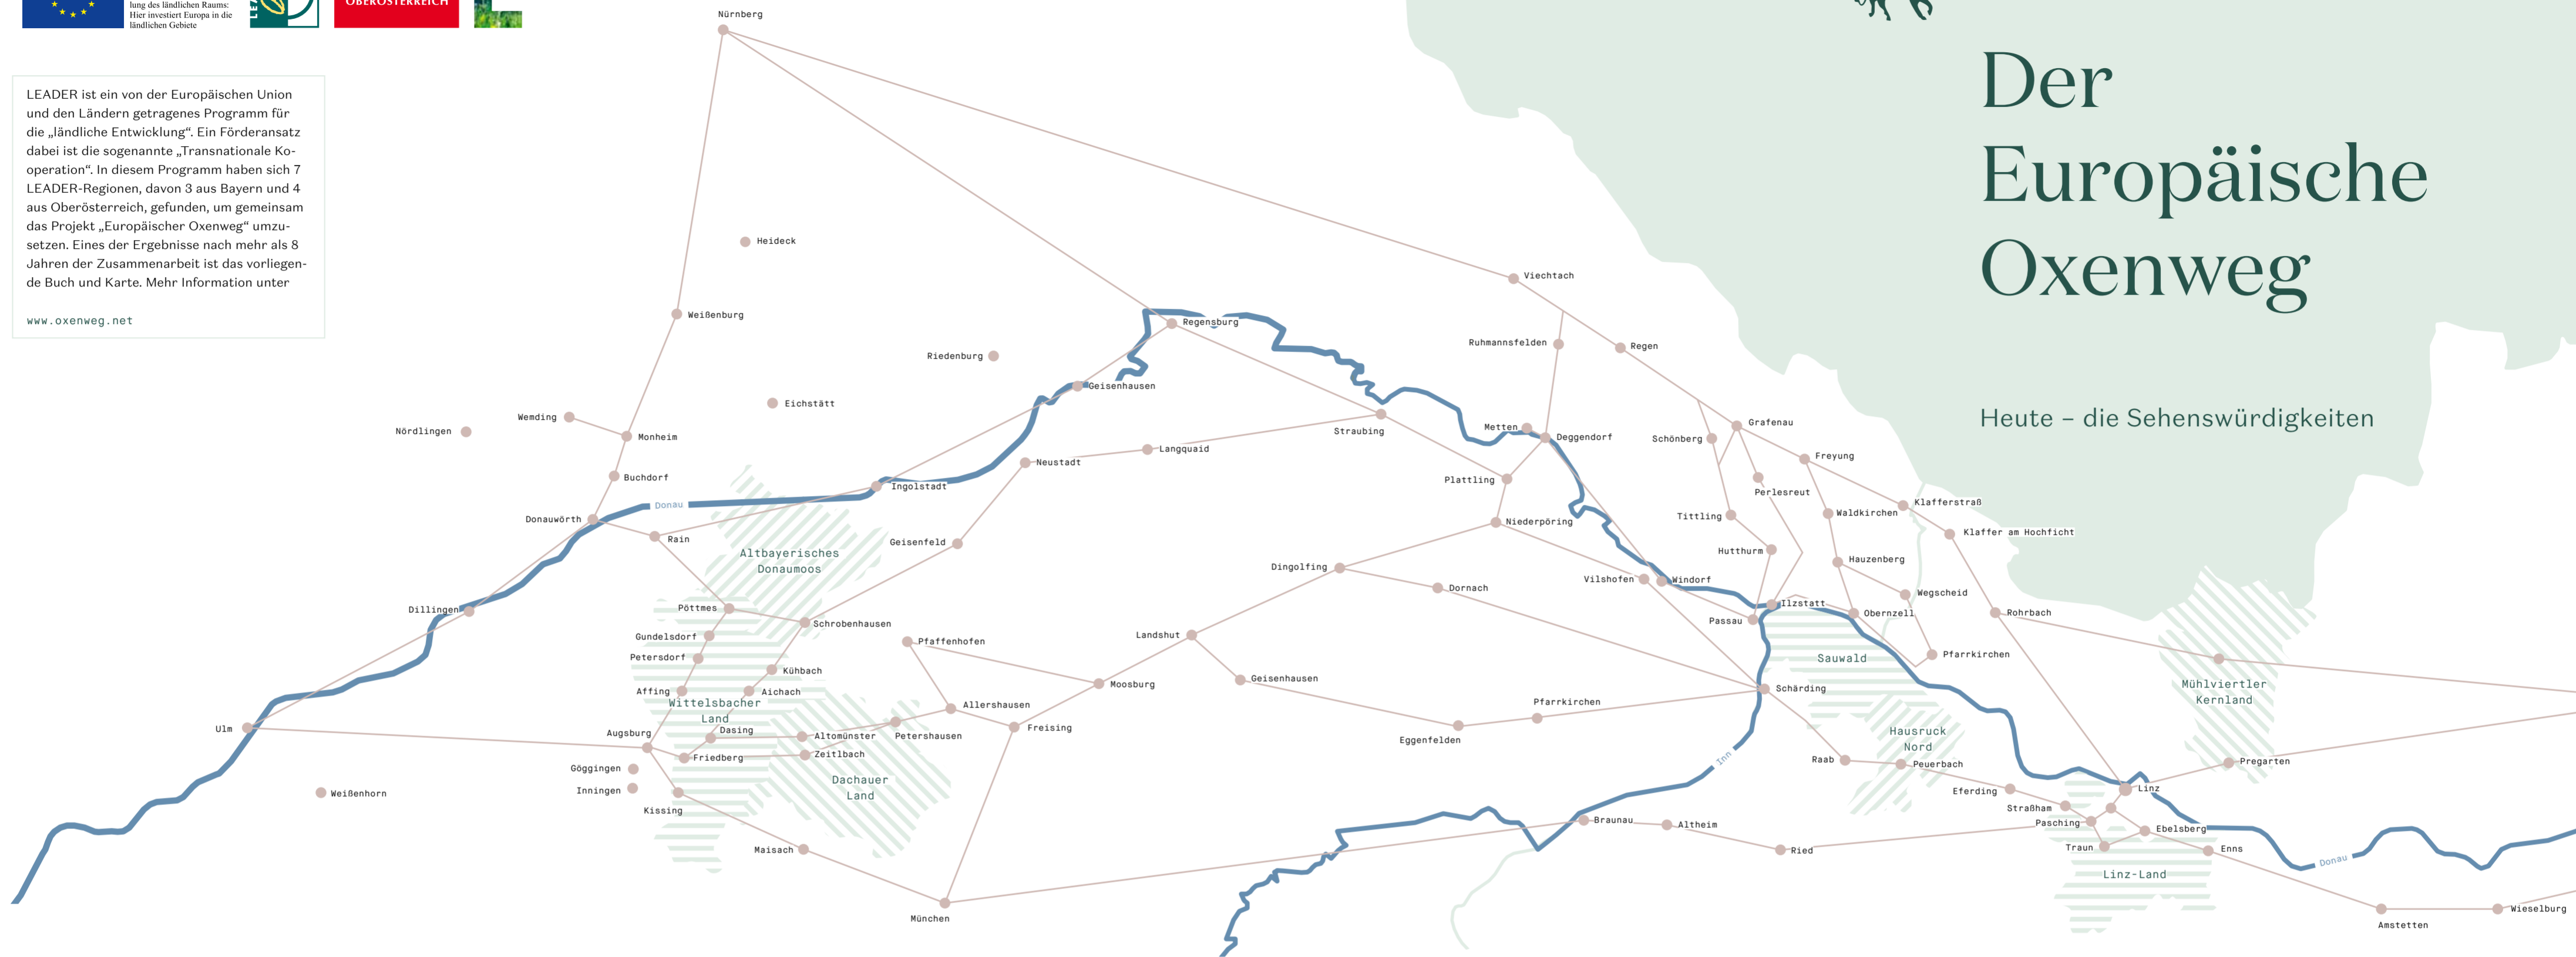 lung des ländlichen Raums:
Hier investiert Europa in die
ländlichen Gebiete
OBERÖSTERREICH
LEADER ist ein von der Europäischen Union
und den Ländern getragenes Programm für
die „ländliche Entwicklung“. Ein Förderansatz
dabei ist die sogenannte „Transnationale Ko-
operation“. In diesem Programm haben sich 7
LEADER-Regionen, davon 3 aus Bayern und 4
aus Oberösterreich, gefunden, um gemeinsam
das Projekt „Europäischer Oxenweg“ umzu-
setzen. Eines der Ergebnisse nach mehr als 8
Jahren der Zusammenarbeit ist das vorliegen-
de Buch und Karte. Mehr Information unter
www.oxenweg.net
Der
Europäische
Oxenweg
Heute – die Sehenswürdigkeiten
Nürnberg
Heideck
Viechtach
Weißenburg
Regensburg
Ruhmannsfelden
Regen
Riedenburg
Geisenhausen
Eichstätt
Wemding
Nördlingen
Monheim
Straubing
Metten
Deggendorf
Schönberg
Grafenau
Langquaid
Neustadt
Freyung
Buchdorf
Plattling
Perlesreut
Ingolstadt
Donau
Klafferstraß
Donauwörth
Niederpöring
Tittling
Waldkirchen
Rain
Geisenfeld
Klaffer am Hochficht
Altbayerisches
Donaumoos
Hutthurm
Hauzenberg
Dingolfing
Vilshofen
Windorf
Dornach
Wegscheid
Dillingen
Pöttmes
Ilzstatt
Obernzell
Rohrbach
Schrobenhausen
Passau
Gundelsdorf
Pfaffenhofen
Landshut
Petersdorf
Sauwald
Pfarrkirchen
Kühbach
Geisenhausen
Moosburg
Schärding
Mühlviertler
Kernland
Affing
Aichach
Wittelsbacher
Land
Allershausen
Pfarrkirchen
Ulm
Augsburg
Dasing
Altomünster
Petershausen
Freising
Eggenfelden
Hausruck
Nord
Friedberg
Zeitlbach
Inn
Raab
Peuerbach
Pregarten
Göggingen
Dachauer
Land
Inningen
Weißenhorn
Eferding
Linz
Kissing
Straßham
Braunau
Altheim
Pasching
Ebelsberg
Maisach
Ried
Traun
Enns
Donau
Linz-Land
München
Wieselburg
Amstetten